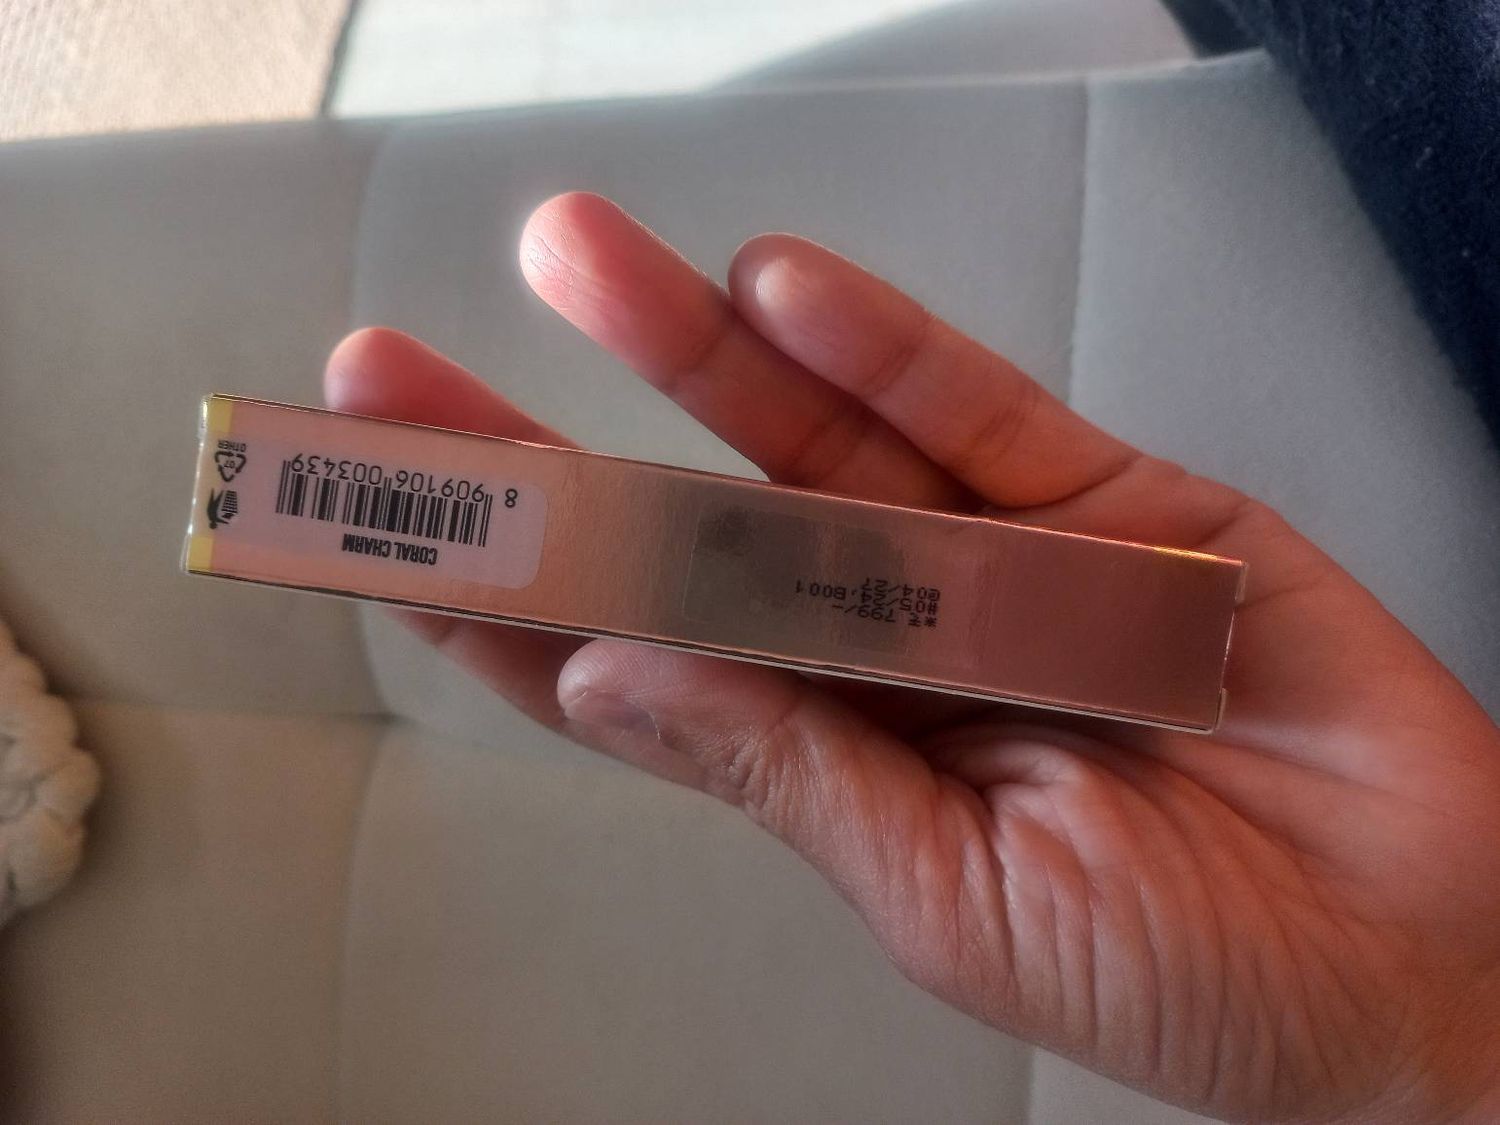 *₹ 799/-
#05/24, B001
@04/27
CORAL CHARM
8 909106 003439
07
OTHER